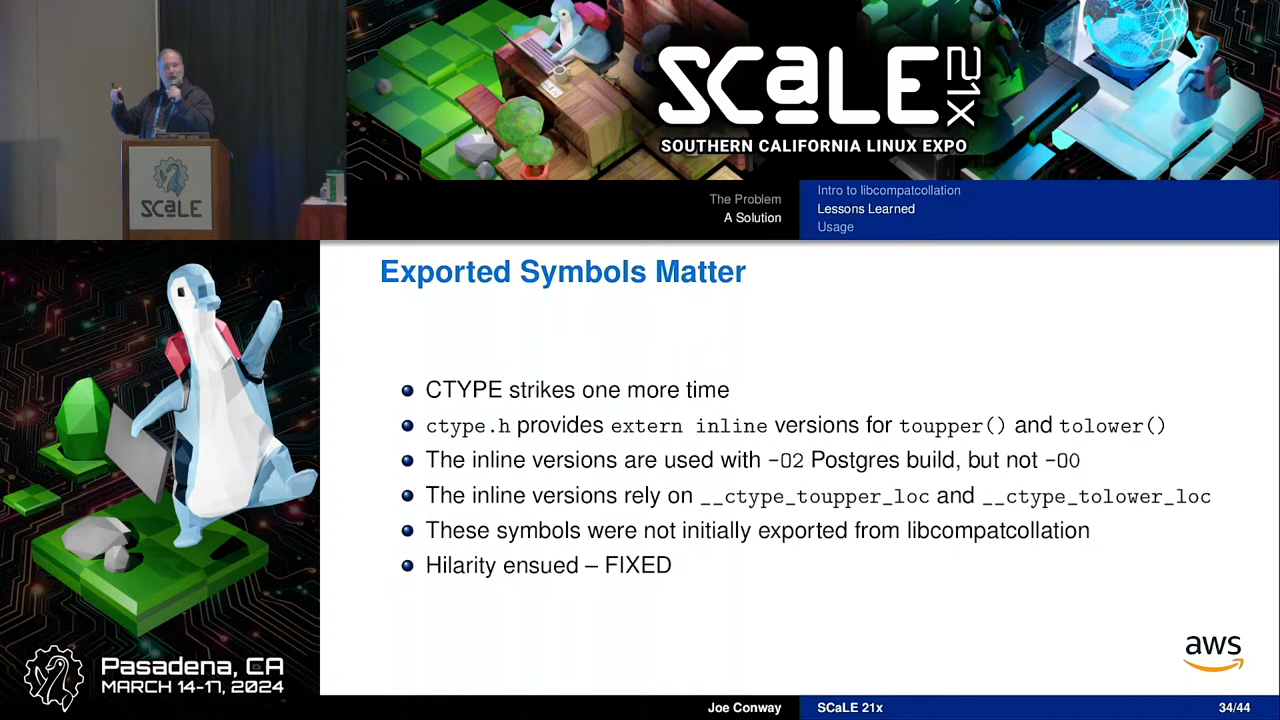 SCALE
SCALE 21X
SOUTHERN CALIFORNIA LINUX EXPO
The Problem
A Solution
Intro to libcompatcollation
Lessons Learned
Usage
Exported Symbols Matter
CTYPE strikes one more time
ctype.h provides extern inline versions for toupper() and tolower()
The inline versions are used with -O2 Postgres build, but not -O0
The inline versions rely on __ctype_toupper_loc and __ctype_tolower_loc
These symbols were not initially exported from libcompatcollation
Hilarity ensued – FIXED
aws
Pasadena, CA
MARCH 14-17, 2024
Joe Conway
SCaLE 21x
34/44